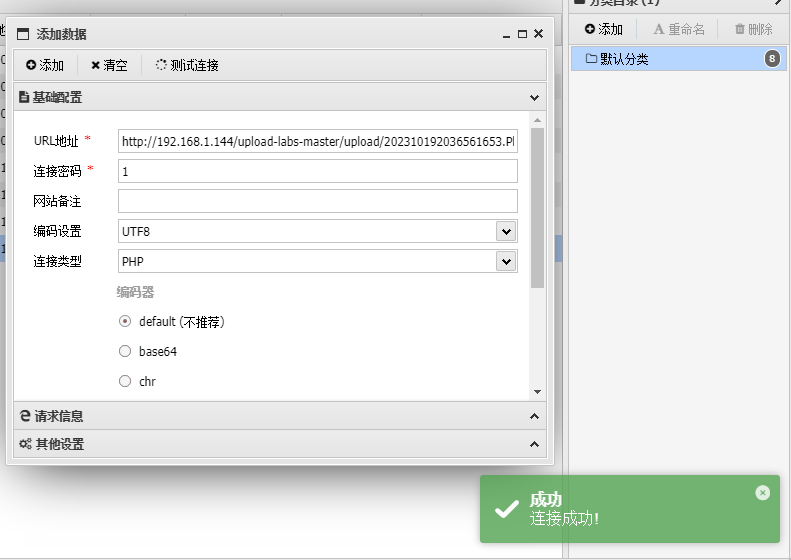 分类目录 (1)
添加数据
添加
重命名
删除
添加
清空
测试连接
默认分类
8
基础配置
URL地址 *
http://192.168.1.144/upload-labs-master/upload/202310192036561653.Pl
连接密码 *
1
网站备注
编码设置
UTF8
连接类型
PHP
编码器
default (不推荐)
base64
chr
请求信息
其他设置
成功
连接成功!